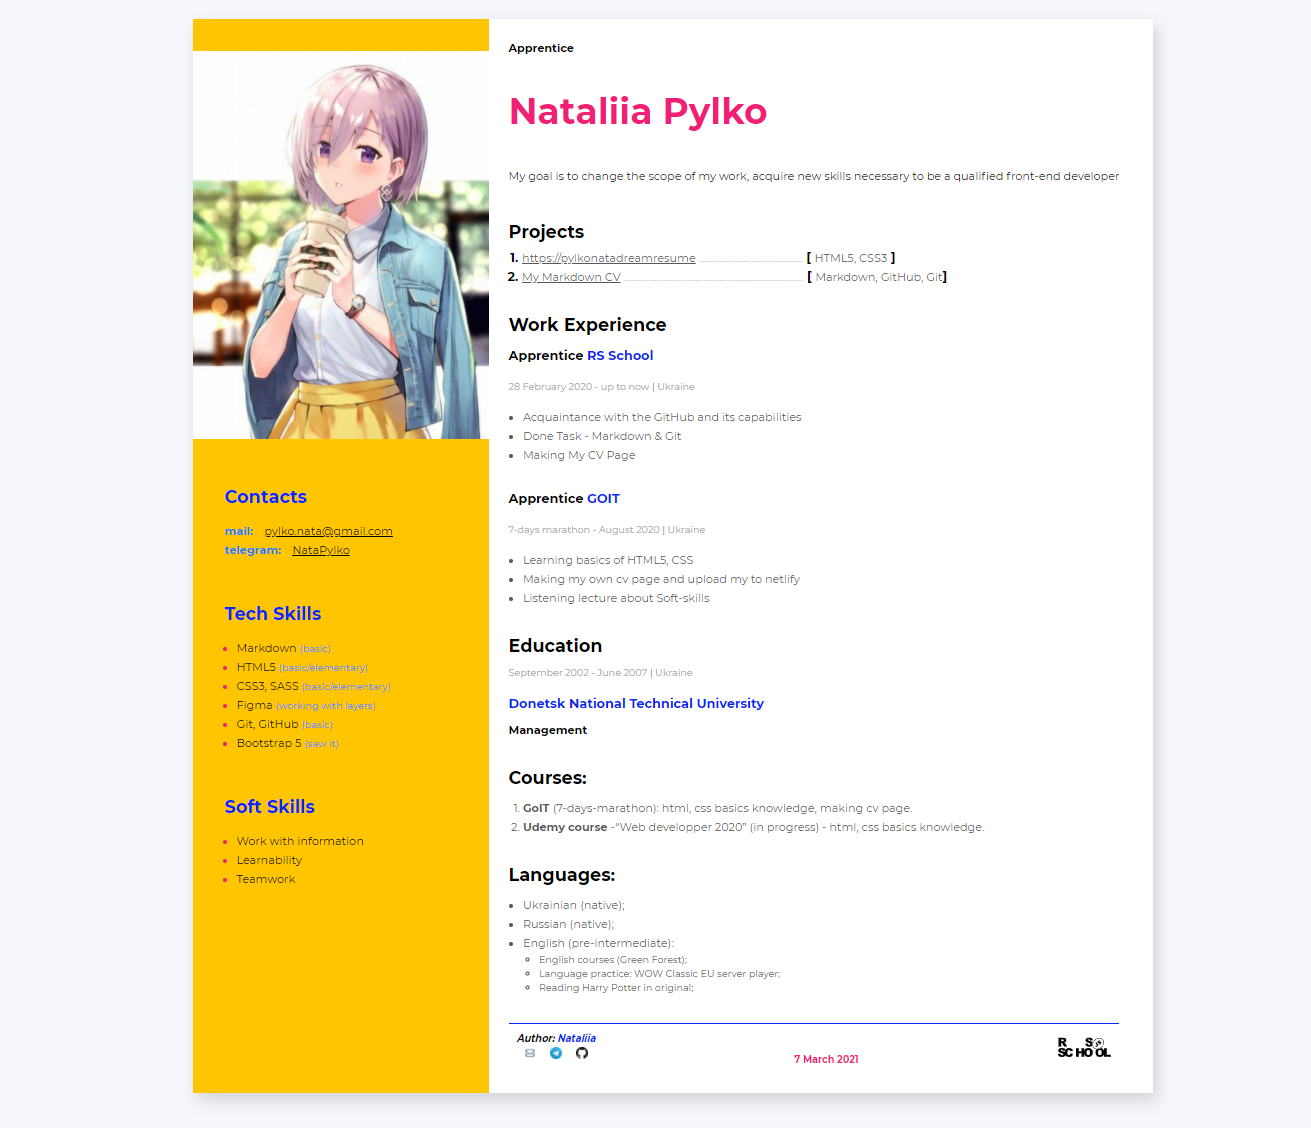 Apprentice
Nataliia Pylko
My goal is to change the scope of my work, acquire new skills necessary to be a qualified front-end developer
Projects
1. https://pylkonatadreamresume ........................................ [ HTML5, CSS3 ]
2. My Markdown CV ........................................................................ [ Markdown, GitHub, Git]
Work Experience
Apprentice RS School
28 February 2020 - up to now | Ukraine
• Acquaintance with the GitHub and its capabilities
• Done Task - Markdown & Git
• Making My CV Page
Apprentice GOIT
7-days marathon - August 2020 | Ukraine
• Learning basics of HTML5, CSS
• Making my own cv page and upload my to netlify
• Listening lecture about Soft-skills
Education
September 2002 - June 2007 | Ukraine
Donetsk National Technical University
Management
Courses:
1. GoIT (7-days-marathon): html, css basics knowledge, making cv page.
2. Udemy course -“Web developper 2020” (in progress) - html, css basics knowledge.
Languages:
• Ukrainian (native);
• Russian (native);
• English (pre-intermediate):
◦ English courses (Green Forest);
◦ Language practice: WOW Classic EU server player;
◦ Reading Harry Potter in original;
Contacts
mail: pylko.nata@gmail.com
telegram: NataPylko
Tech Skills
• Markdown (basic)
• HTML5 (basic/elementary)
• CSS3, SASS (basic/elementary)
• Figma (working with layers)
• Git, GitHub (basic)
• Bootstrap 5 (saw it)
Soft Skills
• Work with information
• Learnability
• Teamwork
Author: Nataliia
7 March 2021
R S
SCHOOL